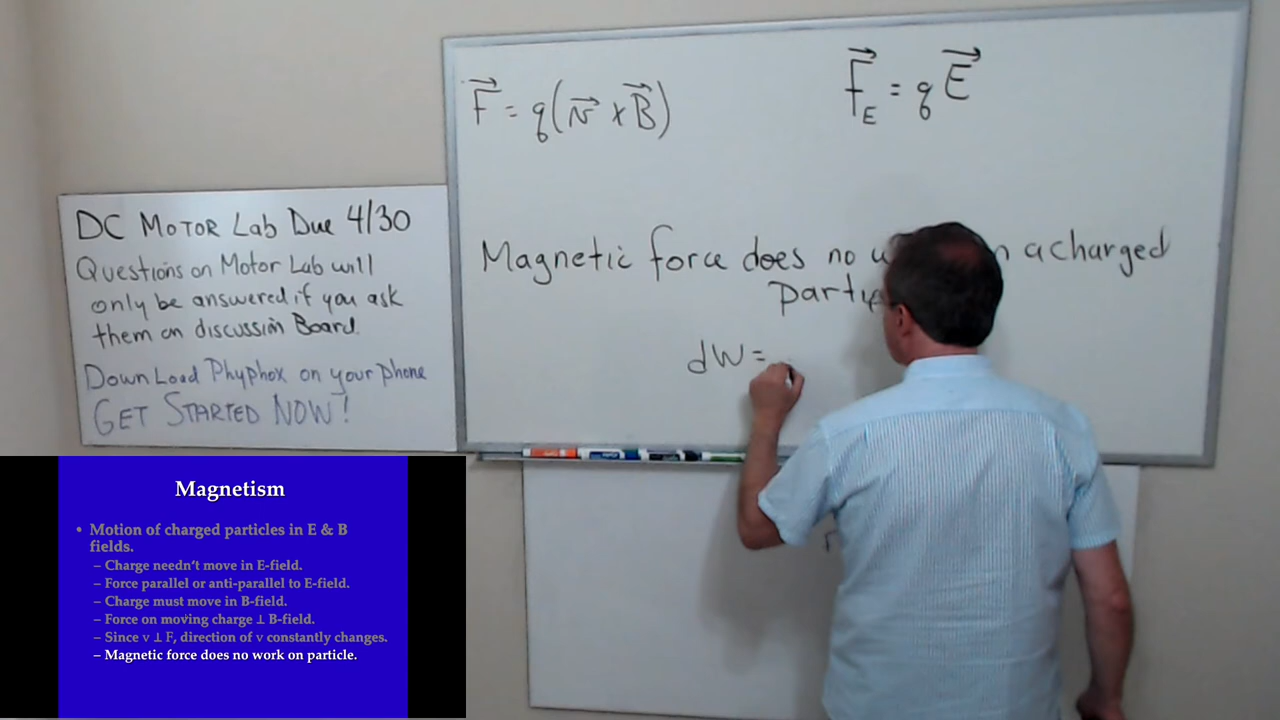 F⃗ = q(v⃗ x B⃗)
F⃗_E = q E⃗
Magnetic force does no a charged
dW =
DC MOTOR Lab Due 4/30
Questions on Motor Lab will
only be answered if you ask
them on discussion Board.
DownLoad Phyphox on your phone
GET STARTED NOW!
Magnetism
• Motion of charged particles in E & B
fields.
– Charge needn't move in E-field.
– Force parallel or anti-parallel to E-field.
– Charge must move in B-field.
– Force on moving charge ⊥ B-field.
– Since v ⊥ F, direction of v constantly changes.
– Magnetic force does no work on particle.